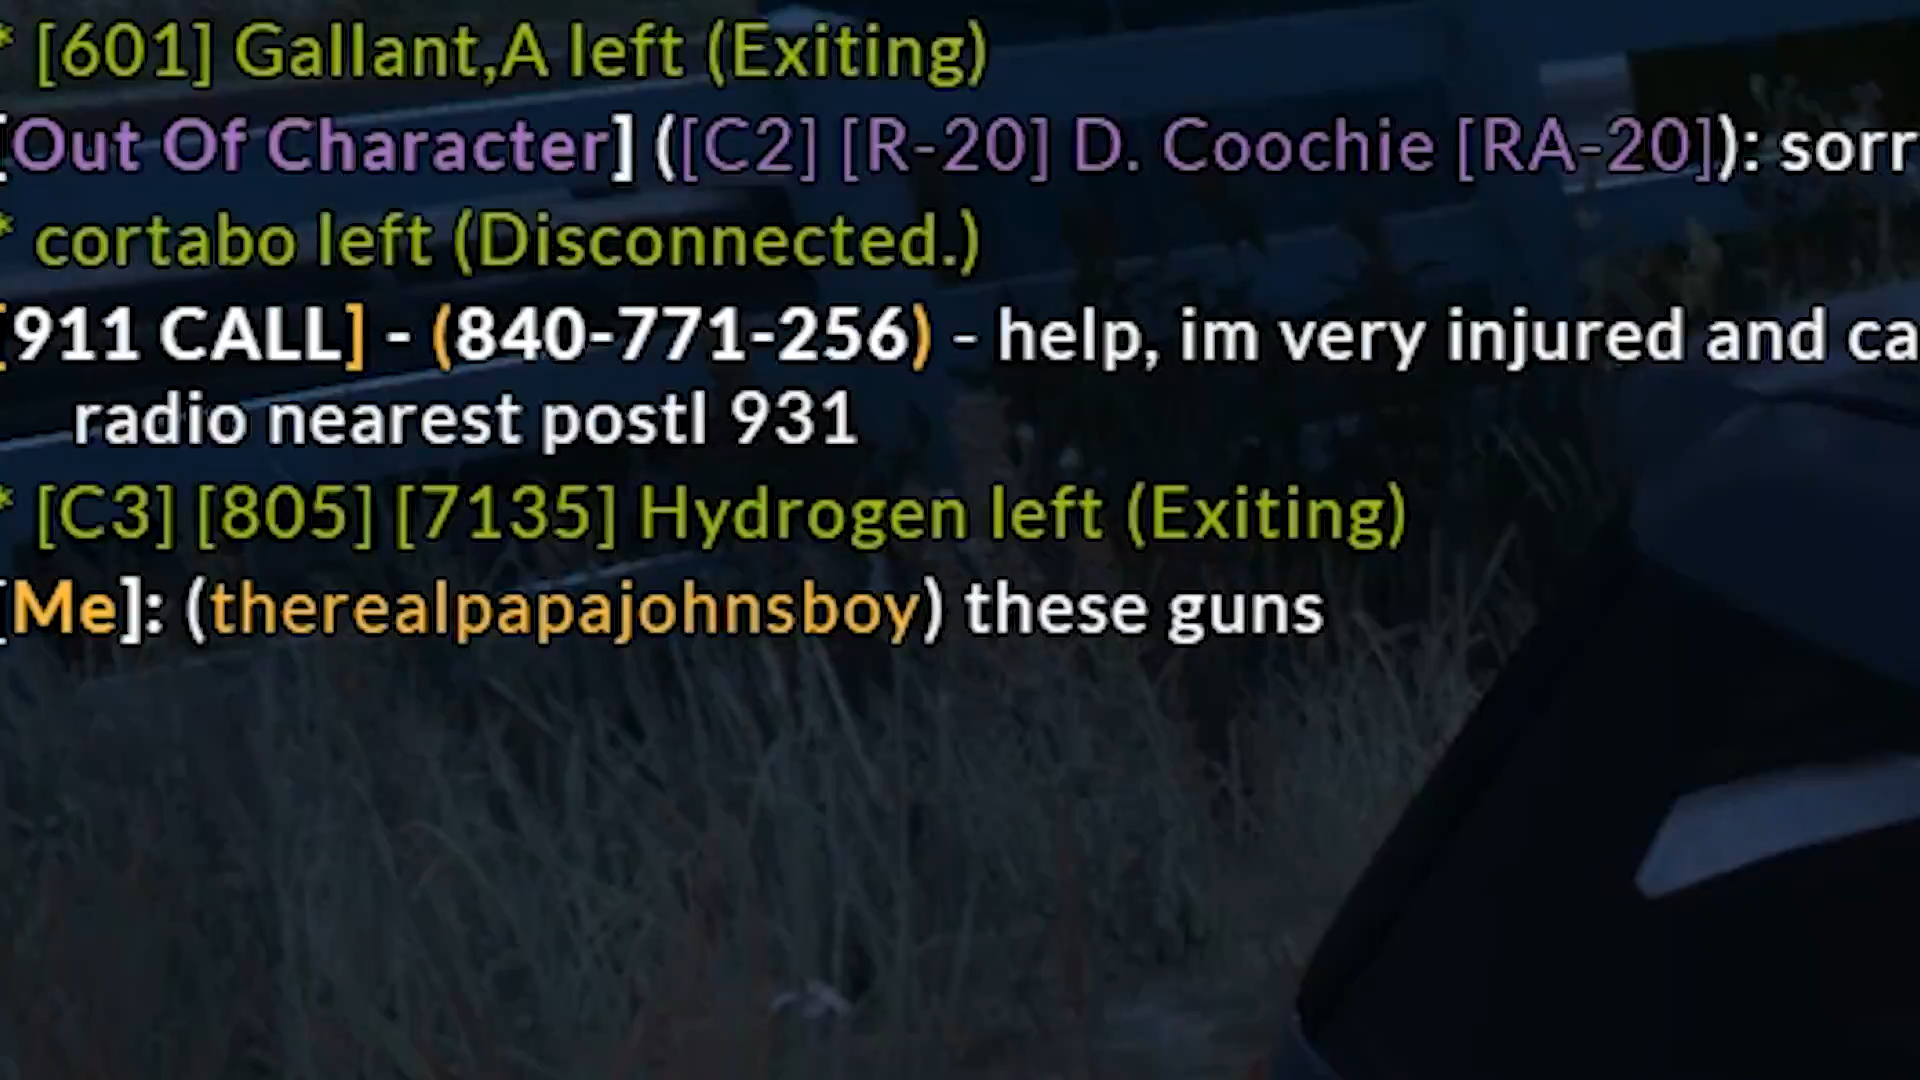 * [601] Gallant,A left (Exiting)
[Out Of Character] ([C2] [R-20] D. Coochie [RA-20]): sorr
* cortabo left (Disconnected.)
[911 CALL] - (840-771-256) - help, im very injured and ca
radio nearest postl 931
* [C3] [805] [7135] Hydrogen left (Exiting)
[Me]: (therealpapajohnsboy) these guns